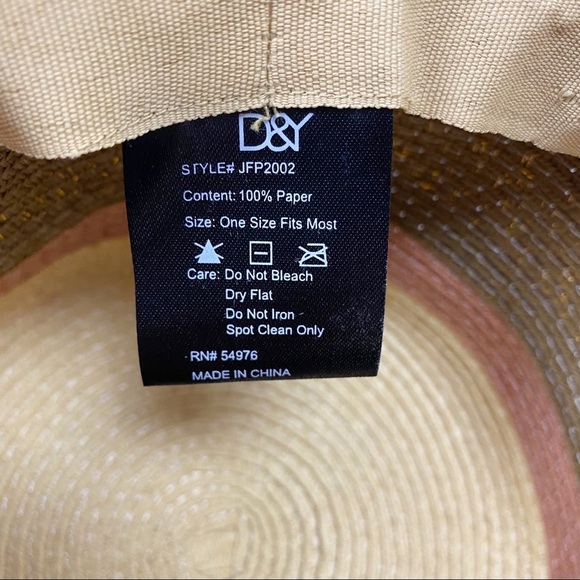 D&Y
STYLE# JFP2002
Content: 100% Paper
Size: One Size Fits Most
Care: Do Not Bleach
Dry Flat
Do Not Iron
Spot Clean Only
RN# 54976
MADE IN CHINA